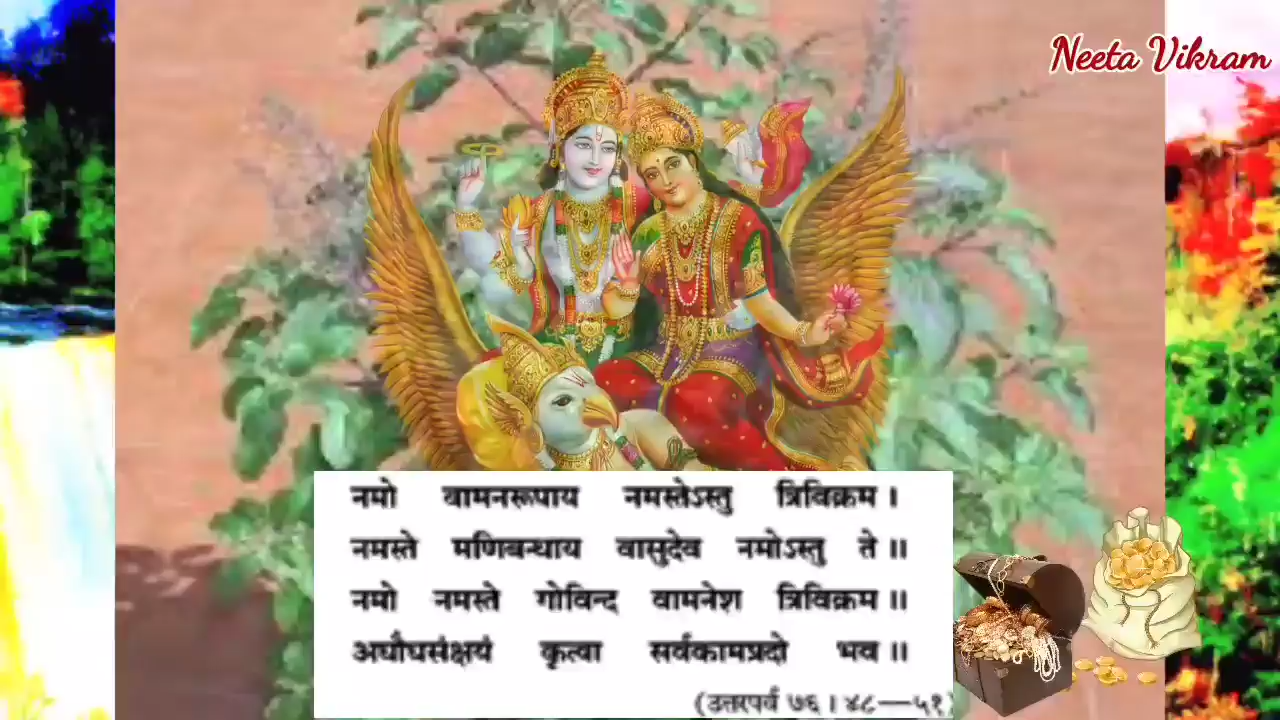 Neeta Vikram
नमो वामनरूपाय नमस्तेऽस्तु त्रिविक्रम ।
नमस्ते मणिबन्धाय वासुदेव नमोऽस्तु ते ॥
नमो नमस्ते गोविन्द वामनेश त्रिविक्रम ॥
अघौघसंक्षयं कृत्वा सर्वकामप्रदो भव ॥
(उत्तरपर्व ७६ । ४८—५१)